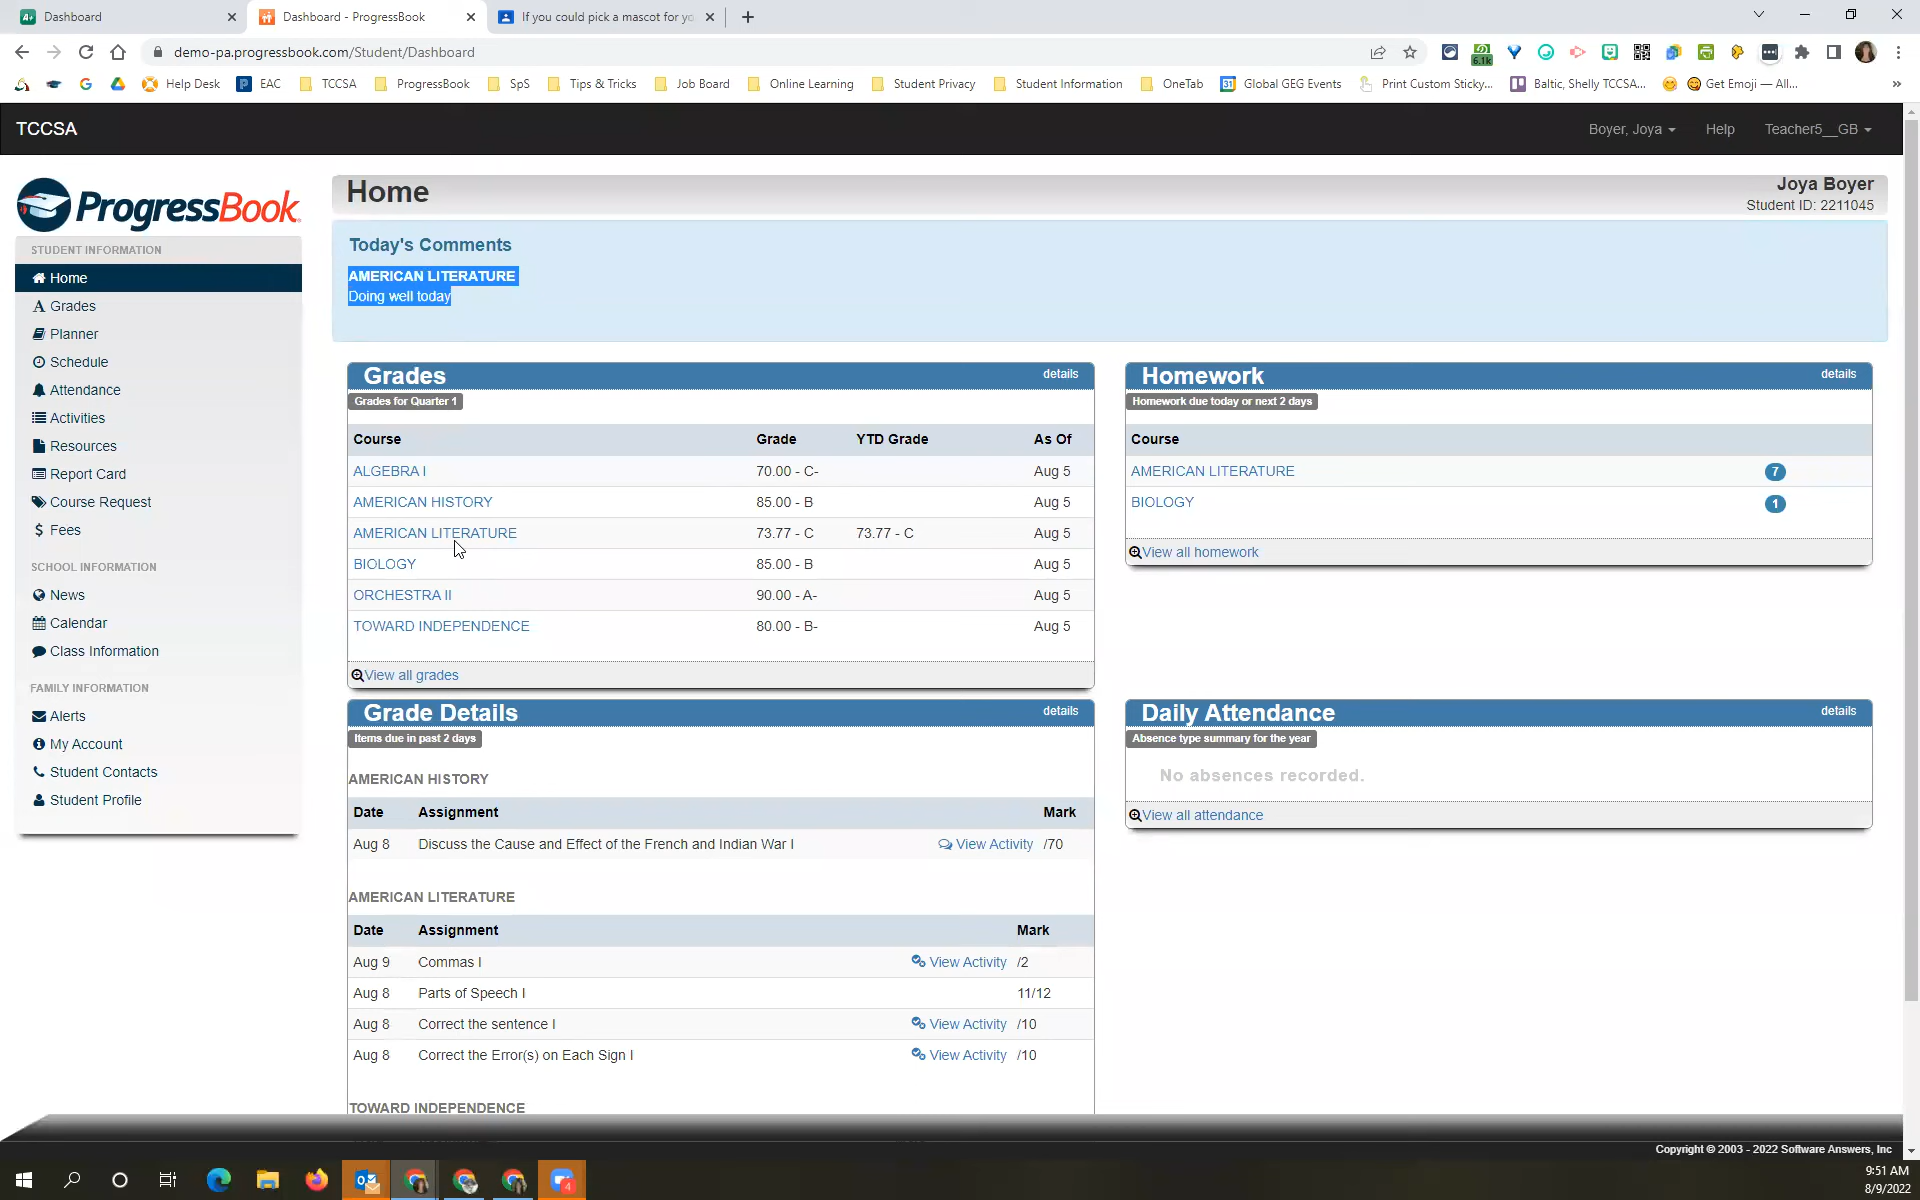 Dashboard
Dashboard - ProgressBook
If you could pick a mascot for yo
demo-pa.progressbook.com/Student/Dashboard
6.1k
Help Desk
EAC
TCCSA
ProgressBook
SpS
Tips & Tricks
Job Board
Online Learning
Student Privacy
Student Information
OneTab
Global GEG Events
Print Custom Sticky...
Baltic, Shelly TCCSA...
Get Emoji — All...
TCCSA
Boyer, Joya
Help
Teacher5__GB
ProgressBook
STUDENT INFORMATION
Home
Grades
Planner
Schedule
Attendance
Activities
Resources
Report Card
Course Request
Fees
SCHOOL INFORMATION
News
Calendar
Class Information
FAMILY INFORMATION
Alerts
My Account
Student Contacts
Student Profile
Home
Joya Boyer
Student ID: 2211045
Today's Comments
AMERICAN LITERATURE
Doing well today
Grades details
Grades for Quarter 1
Course Grade YTD Grade As Of
ALGEBRA I 70.00 - C- Aug 5
AMERICAN HISTORY 85.00 - B Aug 5
AMERICAN LITERATURE 73.77 - C 73.77 - C Aug 5
BIOLOGY 85.00 - B Aug 5
ORCHESTRA II 90.00 - A- Aug 5
TOWARD INDEPENDENCE 80.00 - B- Aug 5
View all grades
Homework details
Homework due today or next 2 days
Course
AMERICAN LITERATURE 7
BIOLOGY 1
View all homework
Grade Details details
Items due in past 2 days
AMERICAN HISTORY
Date Assignment Mark
Aug 8 Discuss the Cause and Effect of the French and Indian War I View Activity /70
AMERICAN LITERATURE
Date Assignment Mark
Aug 9 Commas I View Activity /2
Aug 8 Parts of Speech I 11/12
Aug 8 Correct the sentence I View Activity /10
Aug 8 Correct the Error(s) on Each Sign I View Activity /10
TOWARD INDEPENDENCE
Daily Attendance details
Absence type summary for the year
No absences recorded.
View all attendance
Copyright © 2003 - 2022 Software Answers, Inc
9:51 AM
8/9/2022